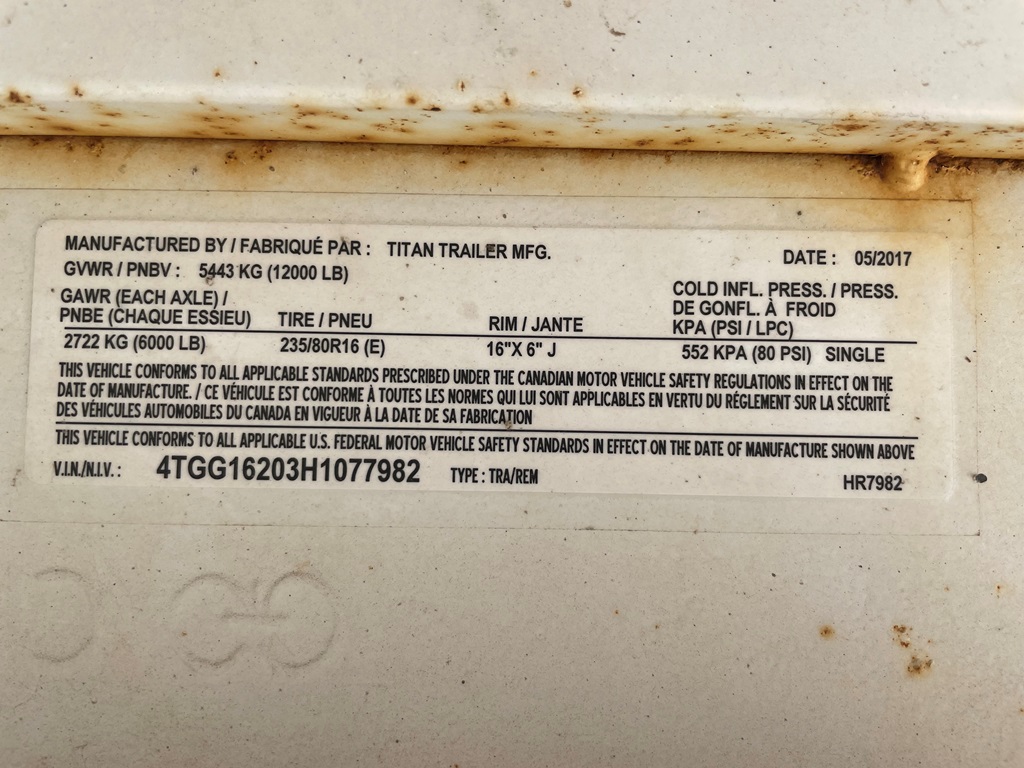 MANUFACTURED BY / FABRIQUÉ PAR : TITAN TRAILER MFG. DATE : 05/2017
GVWR / PNBV : 5443 KG (12000 LB)
GAWR (EACH AXLE) /
PNBE (CHAQUE ESSIEU) TIRE / PNEU RIM / JANTE COLD INFL. PRESS. / PRESS.
DE GONFL. À FROID
KPA (PSI / LPC)
2722 KG (6000 LB) 235/80R16 (E) 16"X 6" J 552 KPA (80 PSI) SINGLE
THIS VEHICLE CONFORMS TO ALL APPLICABLE STANDARDS PRESCRIBED UNDER THE CANADIAN MOTOR VEHICLE SAFETY REGULATIONS IN EFFECT ON THE
DATE OF MANUFACTURE. / CE VÉHICULE EST CONFORME À TOUTES LES NORMES QUI LUI SONT APPLICABLES EN VERTU DU RÉGLEMENT SUR LA SÉCURITÉ
DES VÉHICULES AUTOMOBILES DU CANADA EN VIGUEUR À LA DATE DE SA FABRICATION
THIS VEHICLE CONFORMS TO ALL APPLICABLE U.S. FEDERAL MOTOR VEHICLE SAFETY STANDARDS IN EFFECT ON THE DATE OF MANUFACTURE SHOWN ABOVE
V.I.N./N.I.V. : 4TGG16203H1077982 TYPE : TRA/REM HR7982